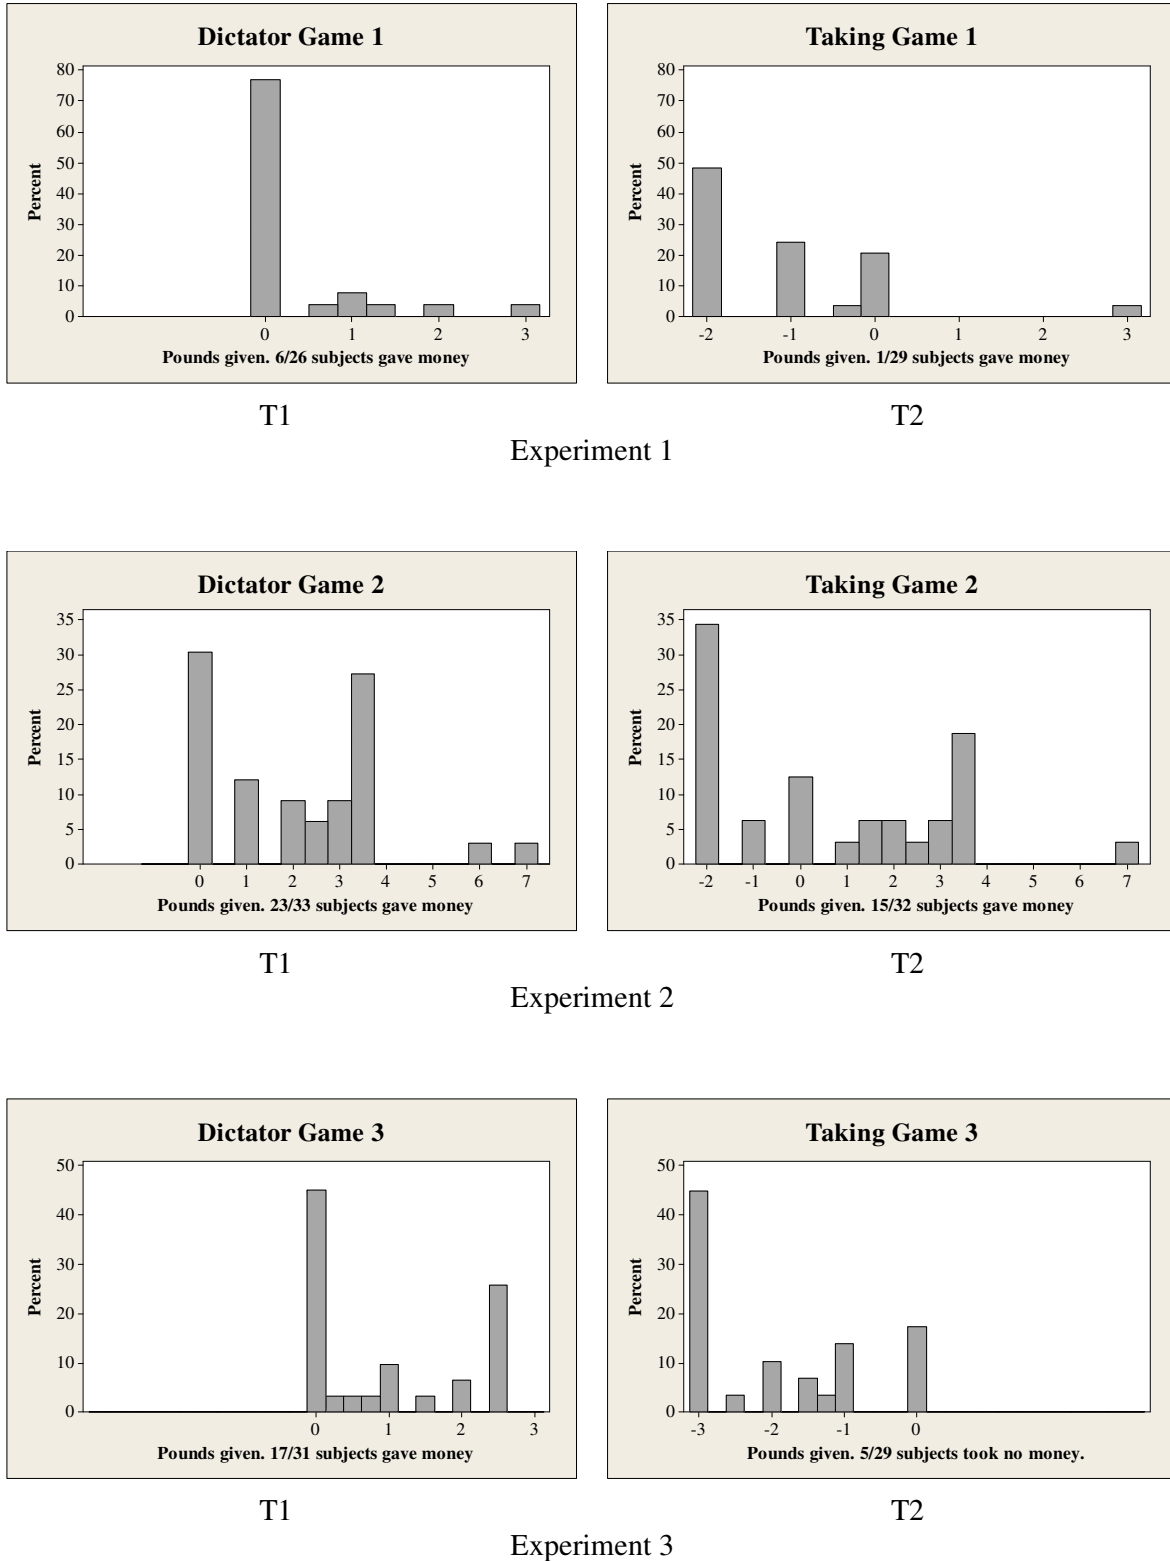 Dictator Game 1
Taking Game 1
80
70
60
50
40
30
20
10
0
Percent
0 1 2 3
Pounds given. 6/26 subjects gave money
80
70
60
50
40
30
20
10
0
Percent
-2 -1 0 1 2 3
Pounds given. 1/29 subjects gave money
T1 T2
Experiment 1
Dictator Game 2
Taking Game 2
35
30
25
20
15
10
5
0
Percent
0 1 2 3 4 5 6 7
Pounds given. 23/33 subjects gave money
35
30
25
20
15
10
5
0
Percent
-2 -1 0 1 2 3 4 5 6 7
Pounds given. 15/32 subjects gave money
T1 T2
Experiment 2
Dictator Game 3
Taking Game 3
50
40
30
20
10
0
Percent
0 1 2 3
Pounds given. 17/31 subjects gave money
50
40
30
20
10
0
Percent
-3 -2 -1 0
Pounds given. 5/29 subjects took no money.
T1 T2
Experiment 3